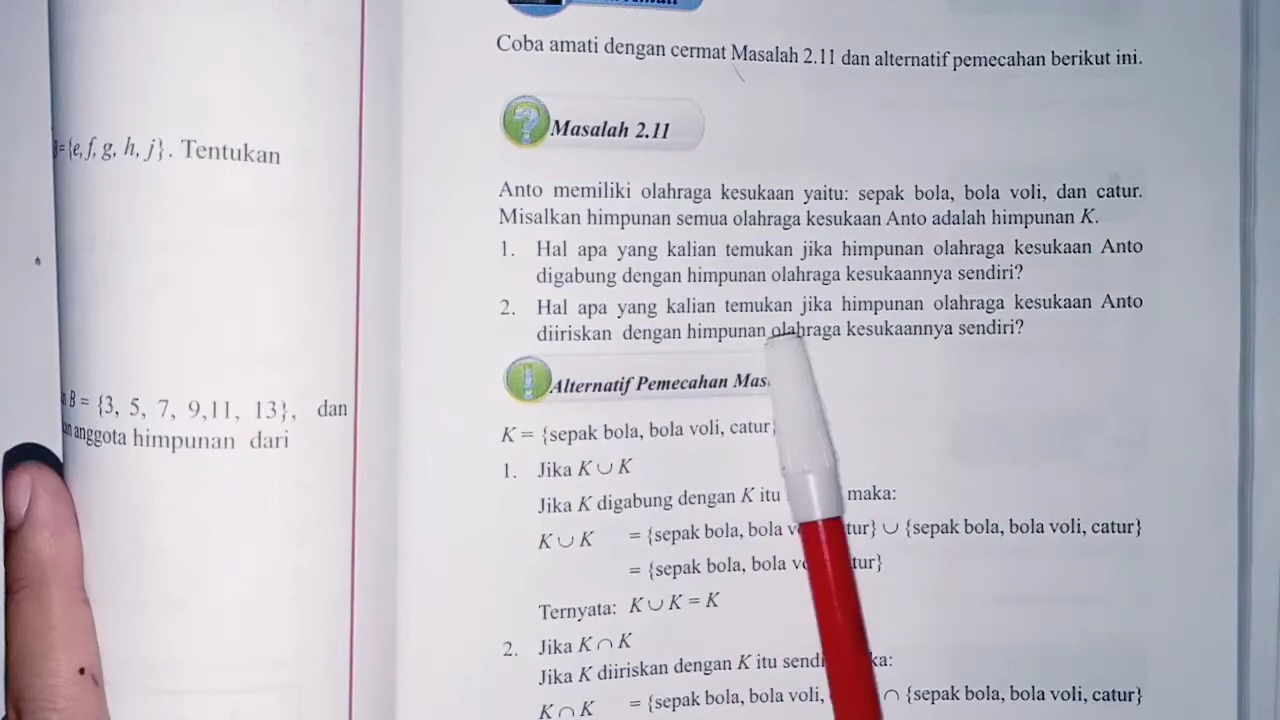 ={e, f, g, h, j}. Tentukan
B = {3, 5, 7, 9,11, 13}, dan
anggota himpunan dari
Coba amati dengan cermat Masalah 2.11 dan alternatif pemecahan berikut ini.
? Masalah 2.11
Anto memiliki olahraga kesukaan yaitu: sepak bola, bola voli, dan catur.
Misalkan himpunan semua olahraga kesukaan Anto adalah himpunan K.
1. Hal apa yang kalian temukan jika himpunan olahraga kesukaan Anto
digabung dengan himpunan olahraga kesukaannya sendiri?
2. Hal apa yang kalian temukan jika himpunan olahraga kesukaan Anto
diiriskan dengan himpunan olahraga kesukaannya sendiri?
! Alternatif Pemecahan Mas
K = {sepak bola, bola voli, catur}
1. Jika K ∪ K
Jika K digabung dengan K itu maka:
K ∪ K = {sepak bola, bola v tur} ∪ {sepak bola, bola voli, catur}
= {sepak bola, bola v tur}
Ternyata: K ∪ K = K
2. Jika K ∩ K
Jika K diiriskan dengan K itu send ka:
K ∩ K = {sepak bola, bola voli, ∩ {sepak bola, bola voli, catur}